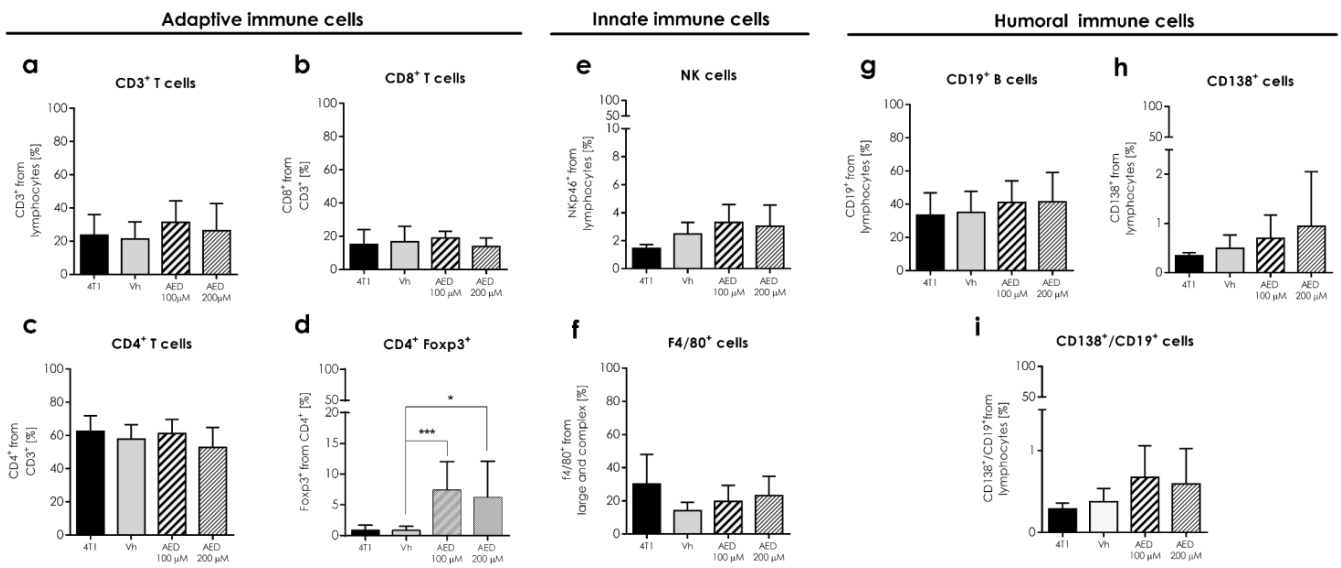 Adaptive immune cells
Innate immune cells
Humoral immune cells
a
CD3⁺ T cells
CD3⁺ from
lymphocytes [%]
100
80
60
40
20
0
4T1
Vh
AED
100μM
AED
200μM
b
CD8⁺ T cells
CD8⁺ from
CD3⁺ [%]
100
80
60
40
20
0
4T1
Vh
AED
100 μM
AED
200 μM
e
NK cells
NKp46⁺ from
lymphocytes [%]
100
50
10
8
6
4
2
0
4T1
Vh
AED
100 μM
AED
200 μM
g
CD19⁺ B cells
CD19⁺ from
lymphocytes [%]
100
80
60
40
20
0
4T1
Vh
AED
100 μM
AED
200 μM
h
CD138⁺
CD138⁺ from
lymphocytes [%]
100
50
2
1
0
4T1
Vh
AED
100 μM
AED
200 μM
c
CD4⁺ T cells
CD4⁺ from
CD3⁺ [%]
100
80
60
40
20
0
4T1
Vh
AED
100 μM
AED
200 μM
d
CD4⁺ Foxp3⁺
Foxp3⁺ from CD4⁺ [%]
100
50
20
15
10
5
0
***
*
4T1
Vh
AED
100 μM
AED
200 μM
f
F4/80⁺ cells
f4/80⁺ from
large and complex [%]
100
80
60
40
20
0
4T1
Vh
AED
100 μM
AED
200 μM
i
CD138⁺/CD19⁺ cells
CD138⁺/CD19⁺from
lymphocytes [%]
100
50
1
0
4T1
Vh
AED
100 μM
AED
200 μM